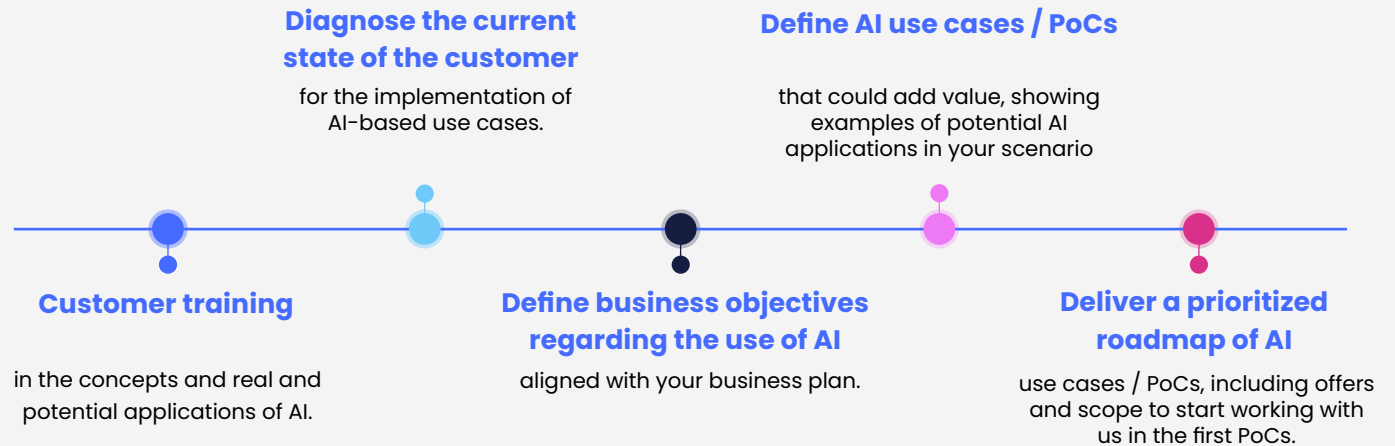 Customer training
in the concepts and real and
potential applications of AI.
Diagnose the current
state of the customer
for the implementation of
AI-based use cases.
Define business objectives
regarding the use of AI
aligned with your business plan.
Define AI use cases / PoCs
that could add value, showing
examples of potential AI
applications in your scenario
Deliver a prioritized
roadmap of AI
use cases / PoCs, including offers
and scope to start working with
us in the first PoCs.